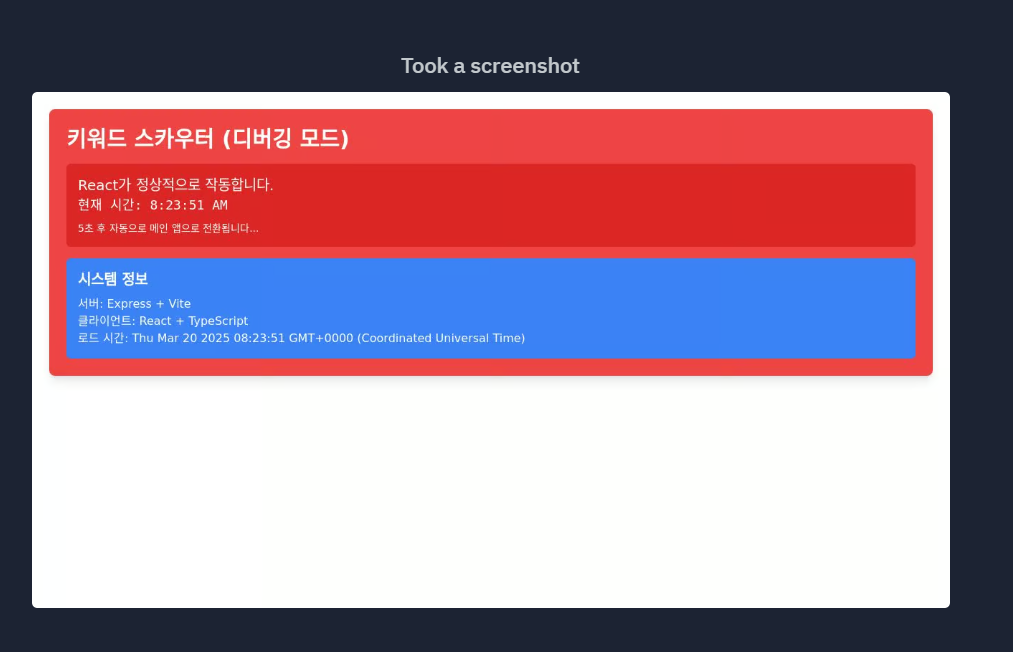 Took a screenshot
키워드 스카우터 (디버깅 모드)
React가 정상적으로 작동합니다.
현재 시간: 8:23:51 AM
5초 후 자동으로 메인 앱으로 전환됩니다...
시스템 정보
서버: Express + Vite
클라이언트: React + TypeScript
로드 시간: Thu Mar 20 2025 08:23:51 GMT+0000 (Coordinated Universal Time)